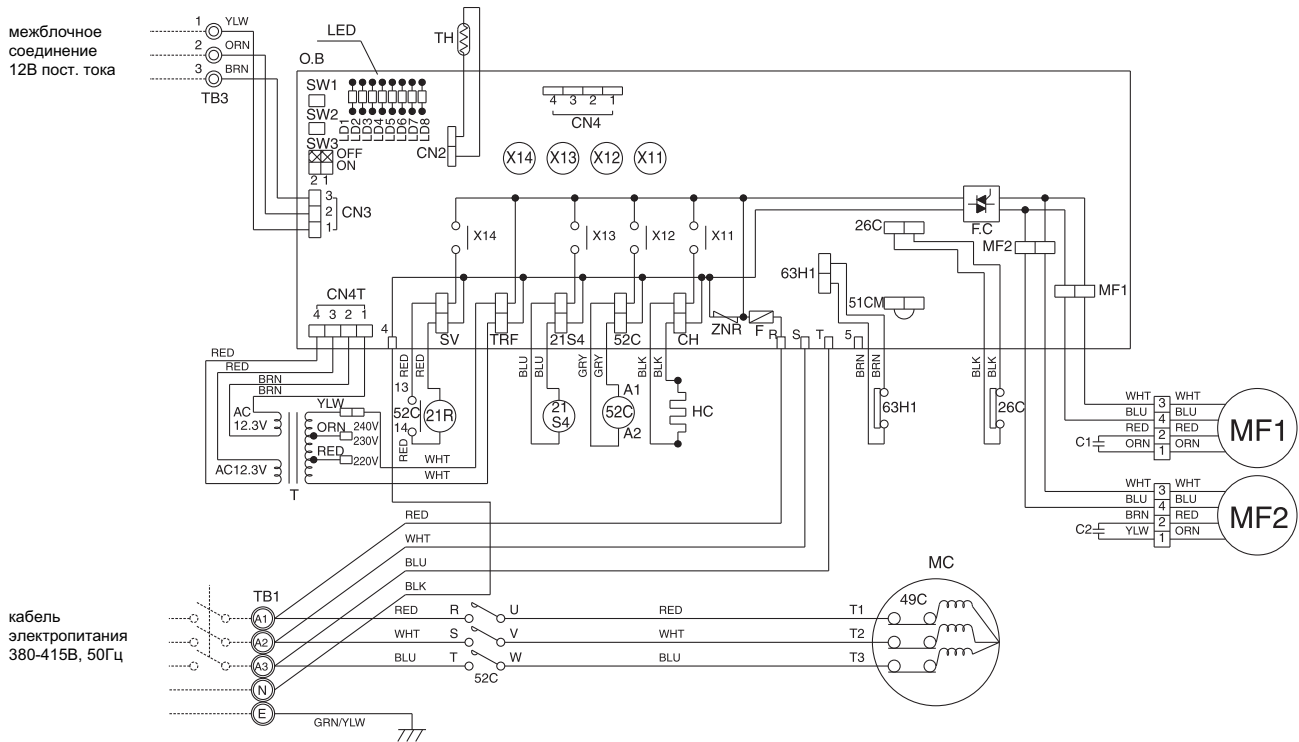 межблочное
соединение
12В пост. тока
1 YLW
2 ORN
3 BRN
TB3
LED
O.B
SW1
SW2
SW3
OFF
ON
2 1
LD1
LD2
LD3
LD4
LD5
LD6
LD7
LD8
TH
CN2
4 3 2 1
CN4
X14 X13 X12 X11
3
2
1
CN3
X14
X13
X12
X11
F.C
MF2
MF1
26C
63H1
51CM
CN4T
4 3 2 1
4
SV
TRF
21S4
52C
CH
ZNR
F
R
S
T
5
RED
RED
BRN
BRN
YLW
AC
12.3V
ORN
240V
230V
RED
220V
AC12.3V
T
RED
RED
13
52C
14
RED
21R
WHT
WHT
BLU
BLU
21
S4
GRY
GRY
A1
52C
A2
BLK
BLK
HC
BRN
BRN
63H1
BLK
BLK
26C
WHT 3 WHT
BLU 4 BLU
RED 2 RED
C1 ORN 1 ORN
MF1
WHT 3 WHT
BLU 4 BLU
BRN 2 RED
C2 YLW 1 ORN
MF2
RED
WHT
BLU
BLK
кабель
электропитания
380-415В, 50Гц
TB1
A1 RED R U RED T1
A2 WHT S V WHT T2
A3 BLU T W BLU T3
52C
N
E
GRN/YLW
MC
49C